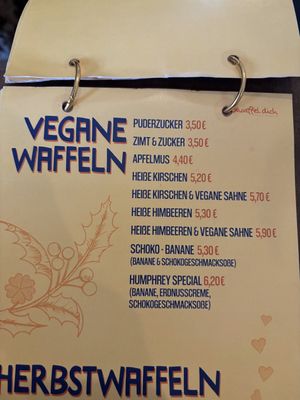 waffel dich
VEGANE
WAFFELN
PUDERZUCKER 3,50 €
ZIMT & ZUCKER 3,50 €
APFELMUS 4,40 €
HEIẞE KIRSCHEN 5,20 €
HEIẞE KIRSCHEN & VEGANE SAHNE 5,70 €
HEIẞE HIMBEEREN 5,30 €
HEIẞE HIMBEEREN & VEGANE SAHNE 5,90 €
SCHOKO - BANANE 5,30 €
(BANANE & SCHOKOGESCHMACKSOẞE)
HUMPHREY SPECIAL 6,20 €
(BANANE, ERDNUSSCREME,
SCHOKOGESCHMACKSOẞE)
HERBSTWAFFELN